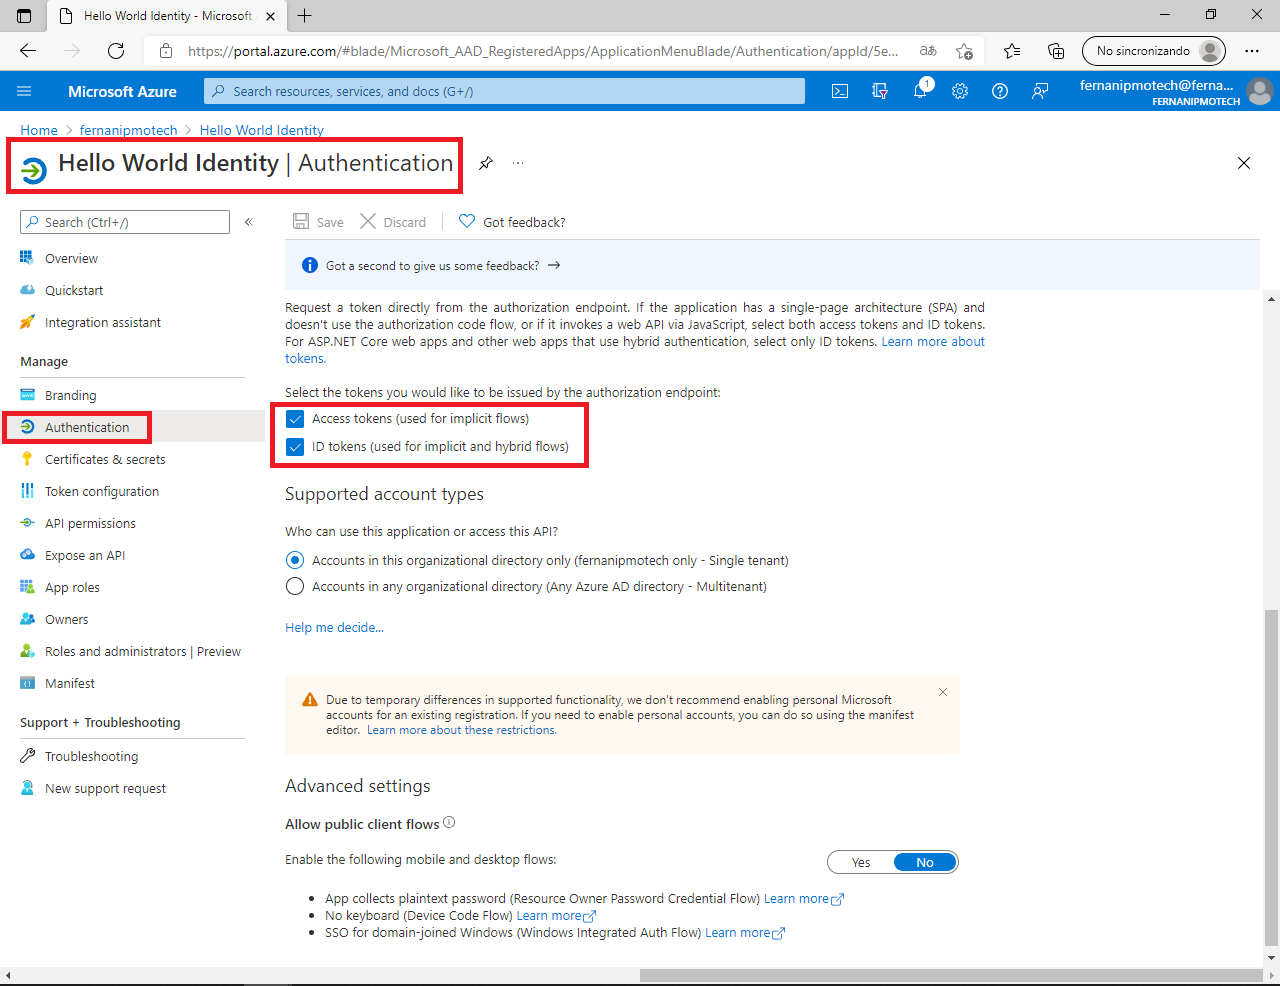 Hello World Identity - Microsoft
https://portal.azure.com/#blade/Microsoft_AAD_RegisteredApps/ApplicationMenuBlade/Authentication/appId/5e...
aあ
No sincronizando
Microsoft Azure
Search resources, services, and docs (G+/)
1
fernanipmotech@ferna...
FERNANIPMOTECH
Home > fernanipmotech > Hello World Identity
Hello World Identity | Authentication
Search (Ctrl+/)
«
Save
Discard
Got feedback?
Overview
Quickstart
Integration assistant
Manage
Branding
Authentication
Certificates & secrets
Token configuration
API permissions
Expose an API
App roles
Owners
Roles and administrators | Preview
Manifest
Support + Troubleshooting
Troubleshooting
New support request
Got a second to give us some feedback? →
Request a token directly from the authorization endpoint. If the application has a single-page architecture (SPA) and
doesn't use the authorization code flow, or if it invokes a web API via JavaScript, select both access tokens and ID tokens.
For ASP.NET Core web apps and other web apps that use hybrid authentication, select only ID tokens. Learn more about
tokens.
Select the tokens you would like to be issued by the authorization endpoint:
Access tokens (used for implicit flows)
ID tokens (used for implicit and hybrid flows)
Supported account types
Who can use this application or access this API?
Accounts in this organizational directory only (fernanipmotech only - Single tenant)
Accounts in any organizational directory (Any Azure AD directory - Multitenant)
Help me decide...
Due to temporary differences in supported functionality, we don't recommend enabling personal Microsoft
accounts for an existing registration. If you need to enable personal accounts, you can do so using the manifest
editor. Learn more about these restrictions.
Advanced settings
Allow public client flows
Enable the following mobile and desktop flows:
Yes
No
• App collects plaintext password (Resource Owner Password Credential Flow) Learn more
• No keyboard (Device Code Flow) Learn more
• SSO for domain-joined Windows (Windows Integrated Auth Flow) Learn more